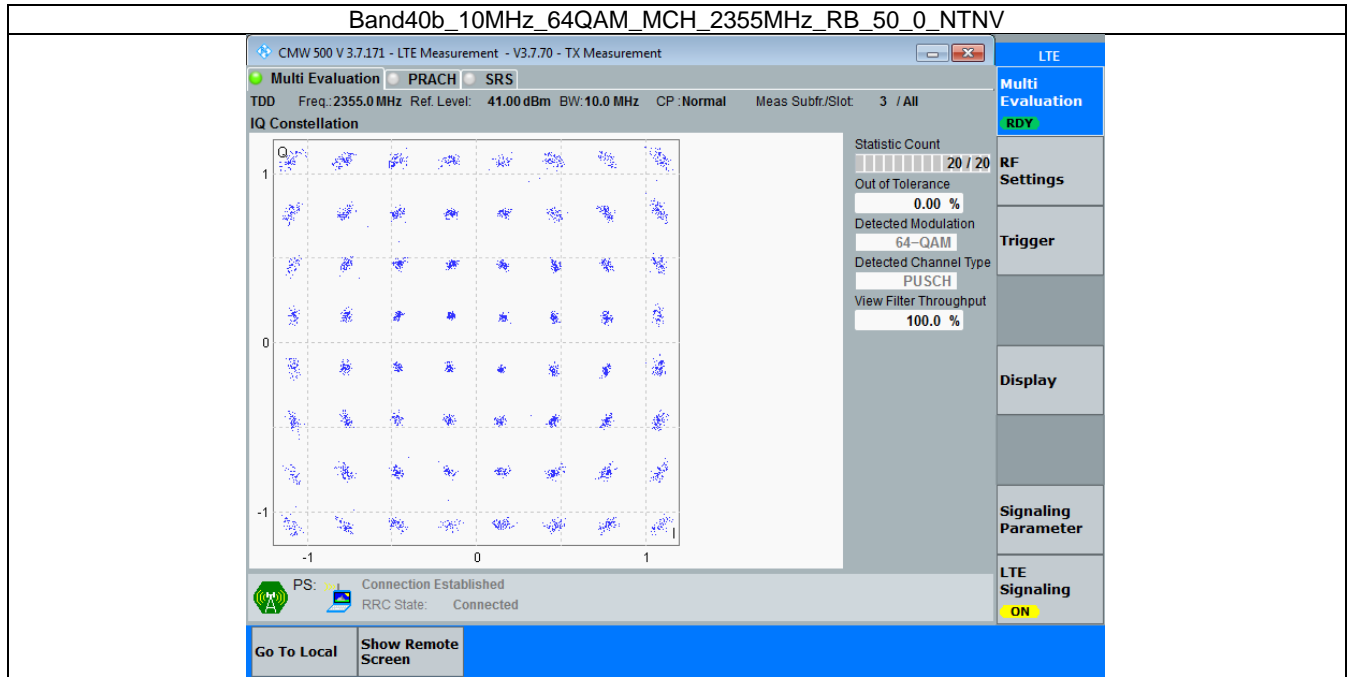 Band40b_10MHz_64QAM_MCH_2355MHz_RB_50_0_NTNV
CMW 500 V 3.7.171 - LTE Measurement - V3.7.70 - TX Measurement
LTE
Multi Evaluation PRACH SRS
TDD Freq.: 2355.0 MHz Ref. Level: 41.00 dBm BW: 10.0 MHz CP : Normal Meas Subfr./Slot: 3 / All
IQ Constellation
Q
1
0
-1
-1 0 1
I
Statistic Count
20 / 20
Out of Tolerance
0.00 %
Detected Modulation
64-QAM
Detected Channel Type
PUSCH
View Filter Throughput
100.0 %
Multi
Evaluation
RDY
RF
Settings
Trigger
Display
Signaling
Parameter
LTE
Signaling
ON
PS: Connection Established
RRC State: Connected
Go To Local
Show Remote
Screen